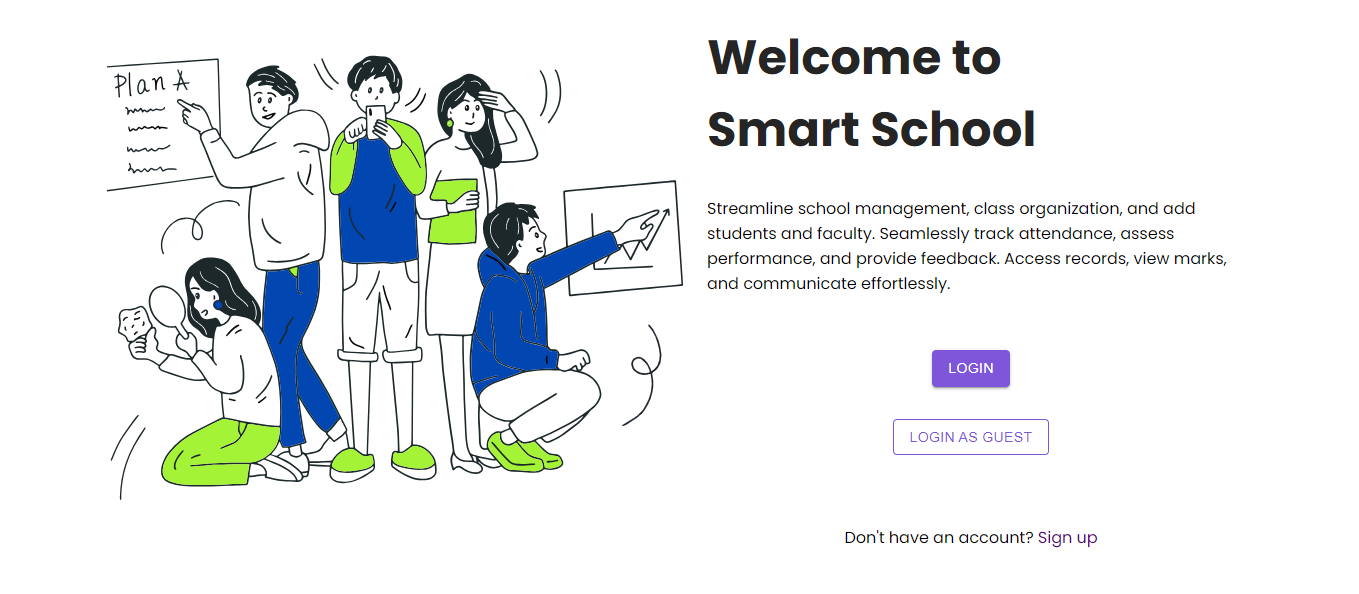 Plan A
Welcome to
Smart School
Streamline school management, class organization, and add
students and faculty. Seamlessly track attendance, assess
performance, and provide feedback. Access records, view marks,
and communicate effortlessly.
LOGIN
LOGIN AS GUEST
Don't have an account? Sign up